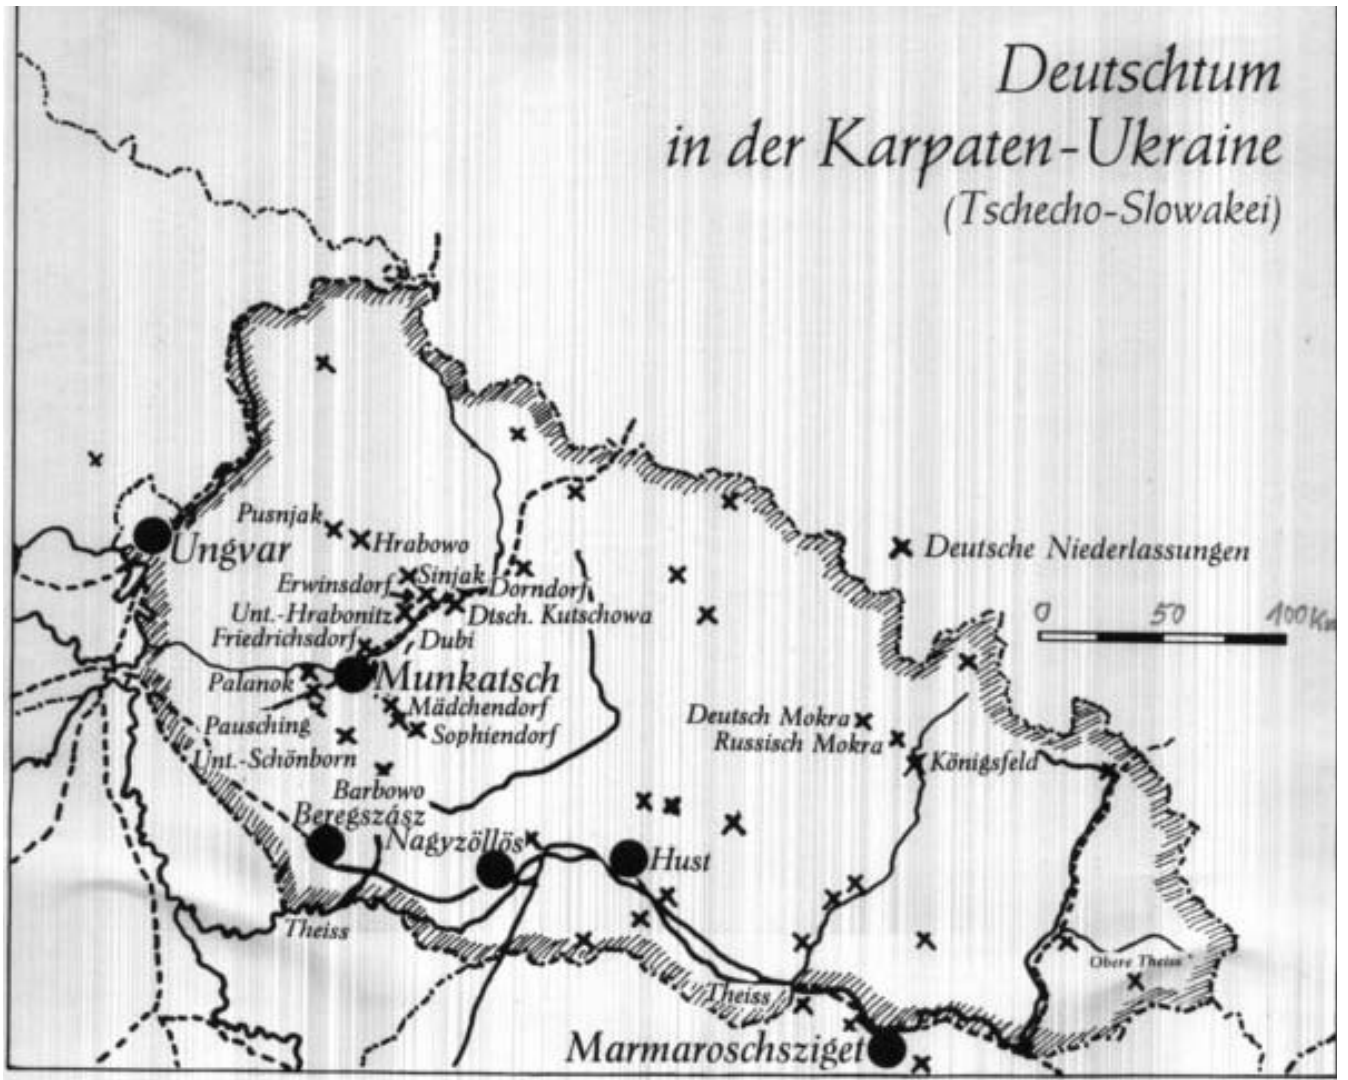 Deutschtum
in der Karpaten-Ukraine
(Tschecho-Slowakei)
Pusnjak
Hrabowo
Ungvar
Deutsche Niederlassungen
Erwinsdorf
Sinjak
Dorndorf
Unt.-Hrabonitz
Dtsch. Kutschowa
0 50 100 Km
Friedrichsdorf
Dubi
Palanok
Munkatsch
Mädchendorf
Pausching
Sophiendorf
Deutsch Mokra
Russisch Mokra
Unt.-Schönborn
Königsfeld
Barbowo
Beregszász
Nagyzöllös
Hust
Theiss
Obere Theiss
Theiss
Marmaroschsziget